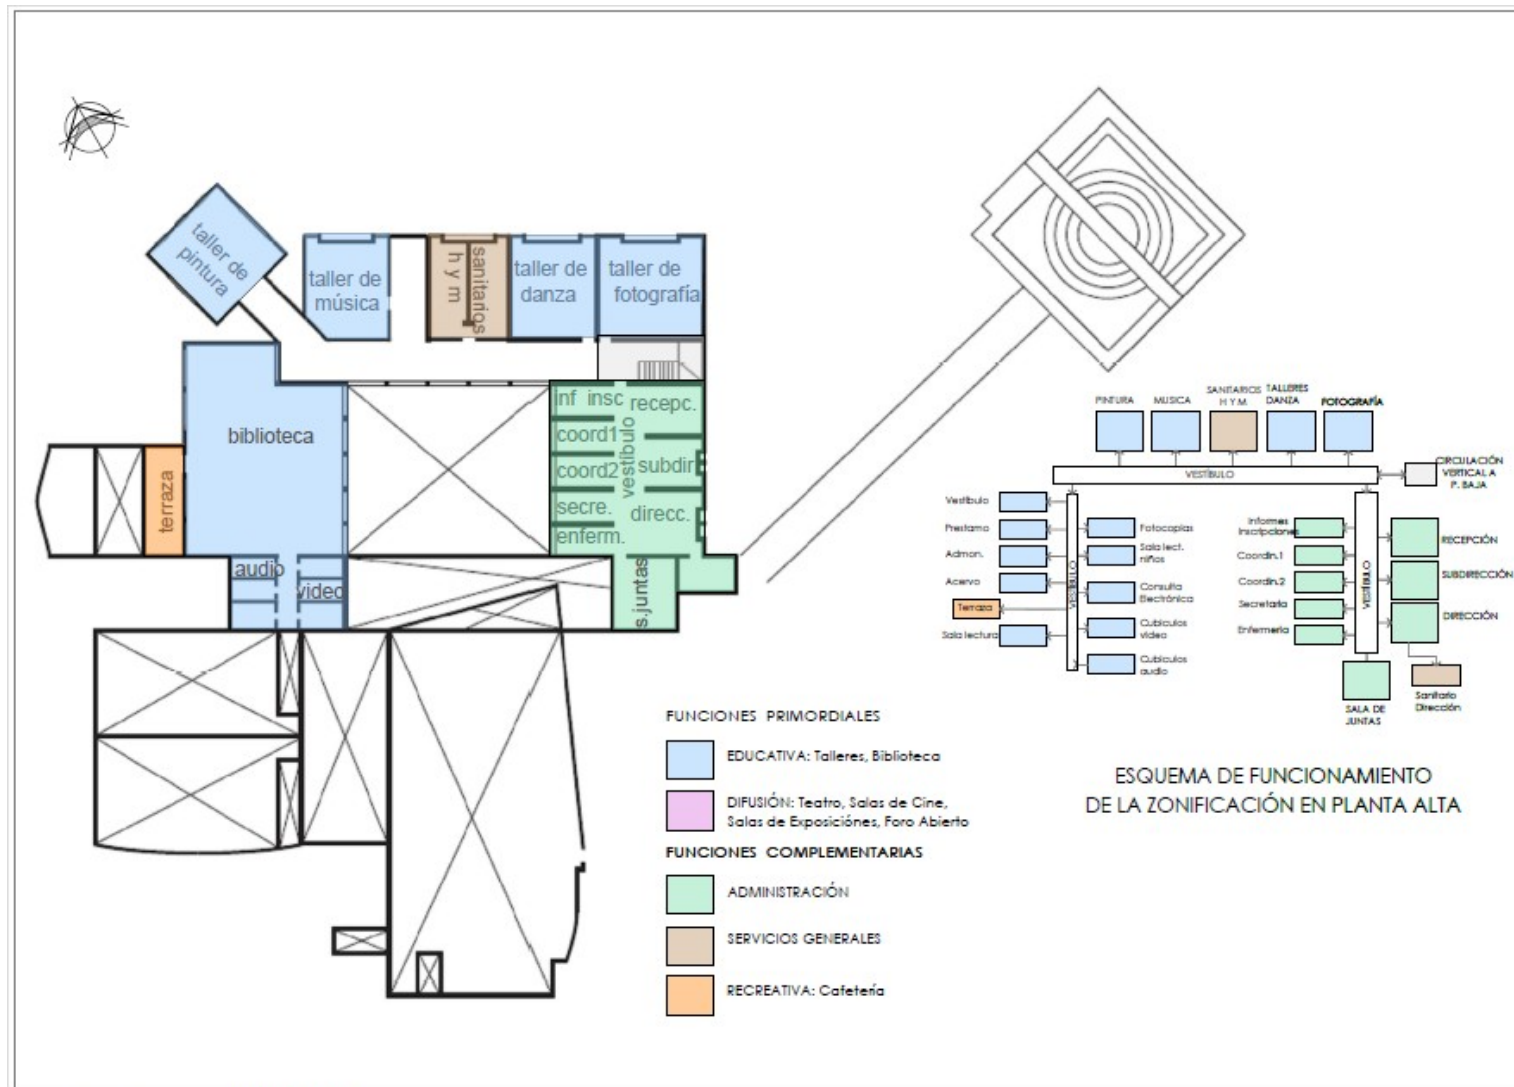 taller de
pintura
taller de
música
sanitarios
h y m
taller de
danza
taller de
fotografía
biblioteca
terraza
audio
video
inf insc
recepc.
coord1
vestíbulo
coord2
subdir
secre.
direcc.
enferm.
s.juntas
PINTURA
MUSICA
SANITARIOS
H Y M.
TALLERES
DANZA
FOTOGRAFÍA
VESTÍBULO
CIRCULACIÓN
VERTICAL A
P. BAJA
Vestíbulo
Prestamo
Admon.
Acervo
Terraza
Sala lectura
VESTÍBULO
Fotocopias
Sala lect.
niños
Consulta
Electrónica
Cubículos
video
Cubículos
audio
Informes
Inscripciones
Coordin.1
Coordin.2
Secretaria
Enfermería
VESTÍBULO
RECEPCIÓN
SUBDIRECCIÓN
DIRECCIÓN
SALA DE
JUNTAS
Sanitario
Dirección
FUNCIONES PRIMORDIALES
EDUCATIVA: Talleres, Biblioteca
DIFUSIÓN: Teatro, Salas de Cine,
Salas de Exposiciónes, Foro Abierto
FUNCIONES COMPLEMENTARIAS
ADMINISTRACIÓN
SERVICIOS GENERALES
RECREATIVA: Cafetería
ESQUEMA DE FUNCIONAMIENTO
DE LA ZONIFICACIÓN EN PLANTA ALTA